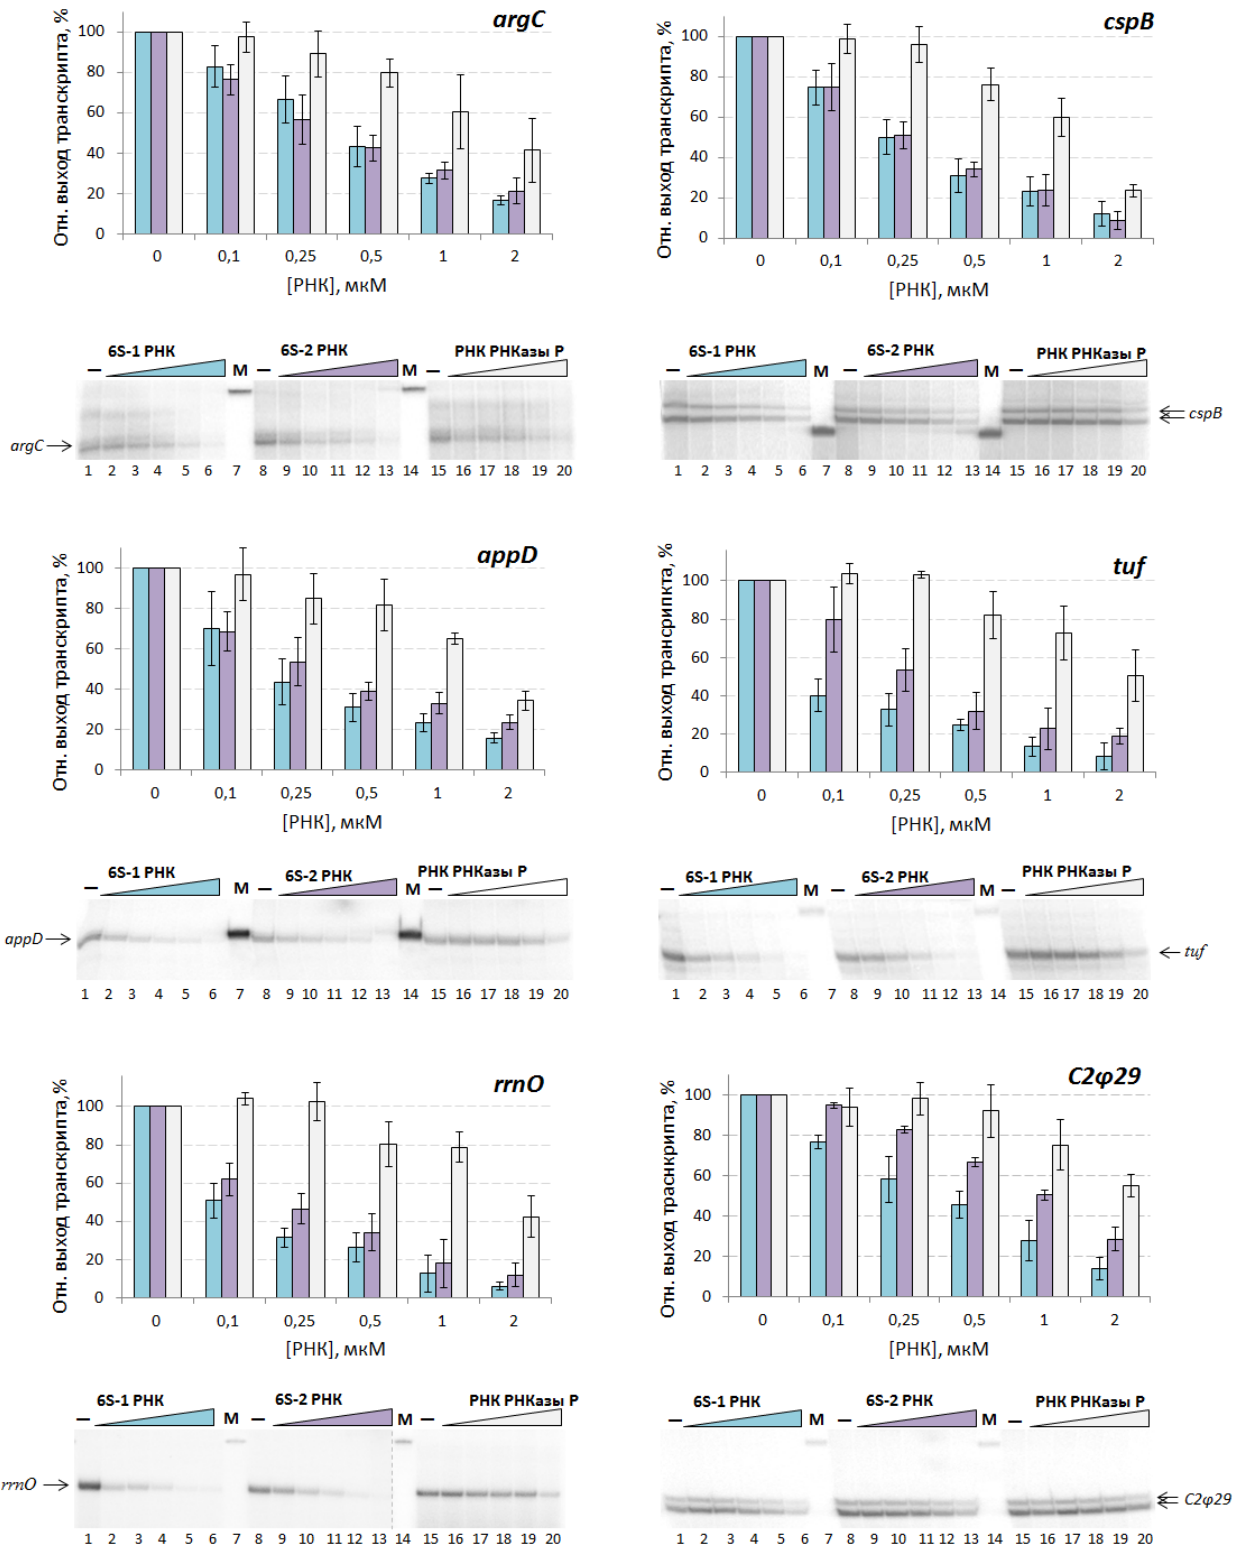 argC
Отн. выход транскрипта, %
100
80
60
40
20
0
0 0,1 0,25 0,5 1 2
[РНК], мкМ
6S-1 РНК M 6S-2 РНК M РНК РНКазы P
– – –
argC
1 2 3 4 5 6 7 8 9 10 11 12 13 14 15 16 17 18 19 20
cspB
Отн. выход транскрипта, %
100
80
60
40
20
0
0 0,1 0,25 0,5 1 2
[РНК], мкМ
6S-1 РНК M 6S-2 РНК M РНК РНКазы P
– – –
cspB
1 2 3 4 5 6 7 8 9 10 11 12 13 14 15 16 17 18 19 20
appD
Отн. выход транскрипта, %
100
80
60
40
20
0
0 0,1 0,25 0,5 1 2
[РНК], мкМ
6S-1 РНК M 6S-2 РНК M РНК РНКазы P
– – –
appD
1 2 3 4 5 6 7 8 9 10 11 12 13 14 15 16 17 18 19 20
tuf
Отн. выход трансрипкта, %
100
80
60
40
20
0
0 0,1 0,25 0,5 1 2
[РНК], мкМ
6S-1 РНК M 6S-2 РНК M РНК РНКазы P
– – –
tuf
1 2 3 4 5 6 7 8 9 10 11 12 13 14 15 16 17 18 19 20
rrnO
Отн. выход транскрипта, %
100
80
60
40
20
0
0 0,1 0,25 0,5 1 2
[РНК], мкМ
6S-1 РНК M 6S-2 РНК M РНК РНКазы P
– – –
rrnO
1 2 3 4 5 6 7 8 9 10 11 12 13 14 15 16 17 18 19 20
C2φ29
Отн. выход траснкрипта, %
100
80
60
40
20
0
0 0,1 0,25 0,5 1 2
[РНК], мкМ
6S-1 РНК M 6S-2 РНК M РНК РНКазы P
– – –
C2φ29
1 2 3 4 5 6 7 8 9 10 11 12 13 14 15 16 17 18 19 20